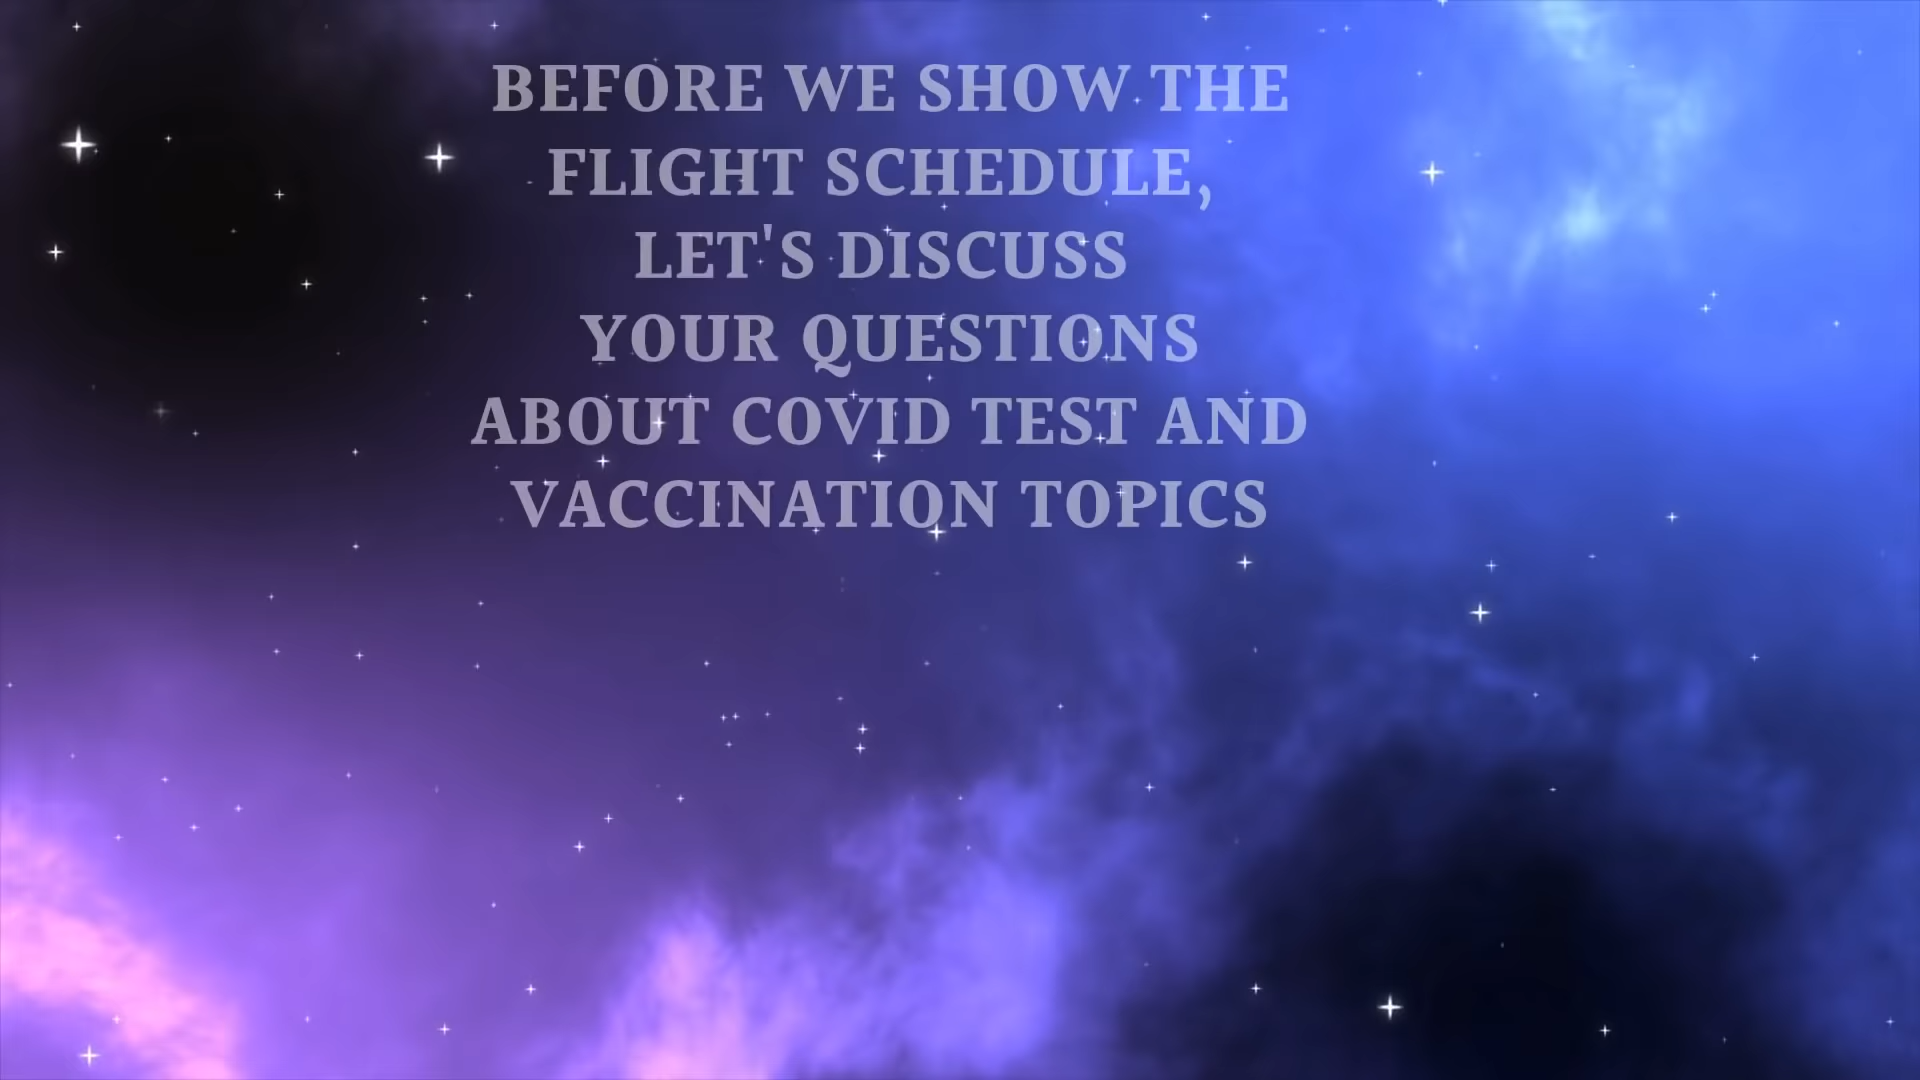 BEFORE WE SHOW THE
FLIGHT SCHEDULE,
LET'S DISCUSS
YOUR QUESTIONS
ABOUT COVID TEST AND
VACCINATION TOPICS